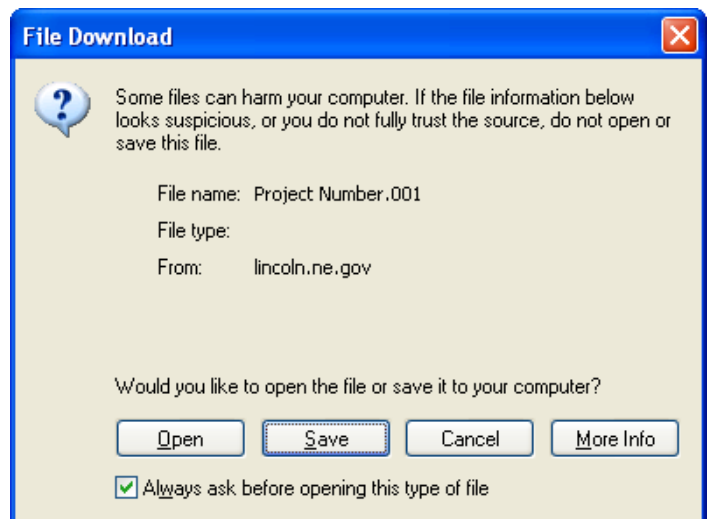 File Download
Some files can harm your computer. If the file information below
looks suspicious, or you do not fully trust the source, do not open or
save this file.
File name: Project Number.001
File type:
From: lincoln.ne.gov
Would you like to open the file or save it to your computer?
Open Save Cancel More Info
Always ask before opening this type of file